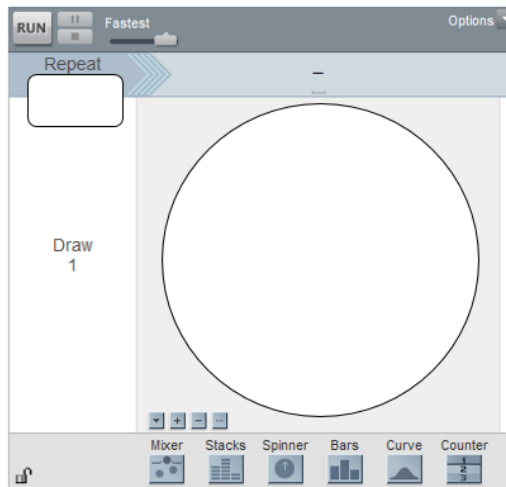 RUN
Fastest
Options
Repeat
Draw
1
Mixer Stacks Spinner Bars Curve Counter
1
2
3